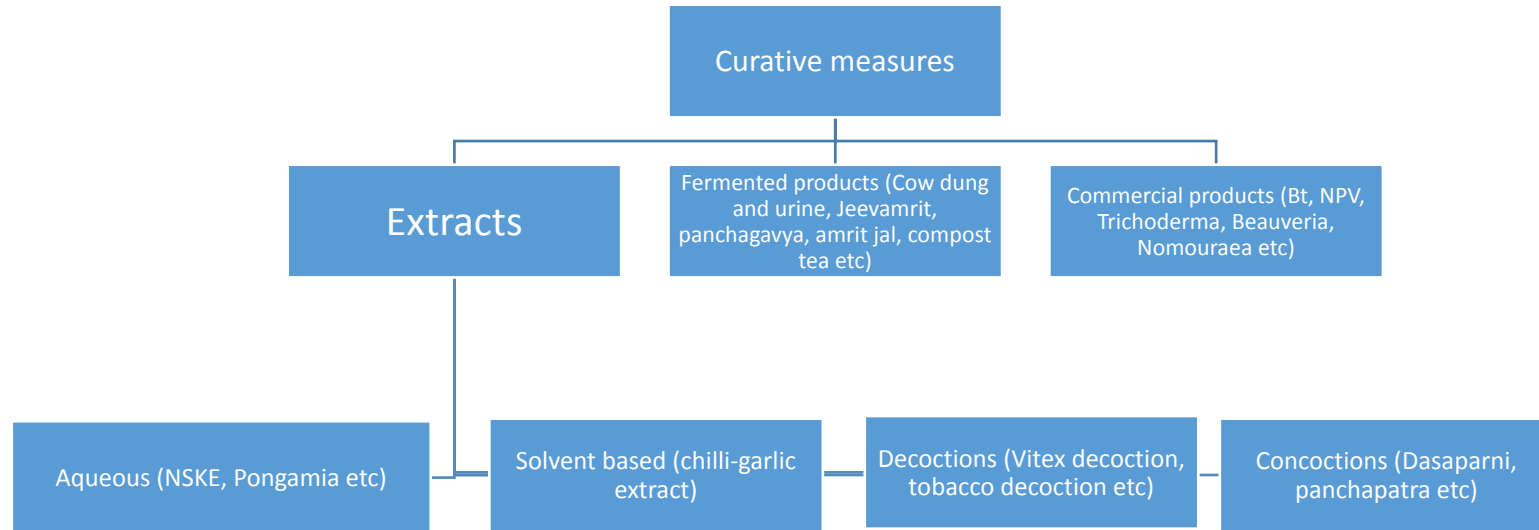 Curative measures
Extracts
Fermented products (Cow dung
and urine, Jeevamrit,
panchagavya, amrit jal, compost
tea etc)
Commercial products (Bt, NPV,
Trichoderma, Beauveria,
Nomouraea etc)
Aqueous (NSKE, Pongamia etc)
Solvent based (chilli-garlic
extract)
Decoctions (Vitex decoction,
tobacco decoction etc)
Concoctions (Dasaparni,
panchapatra etc)